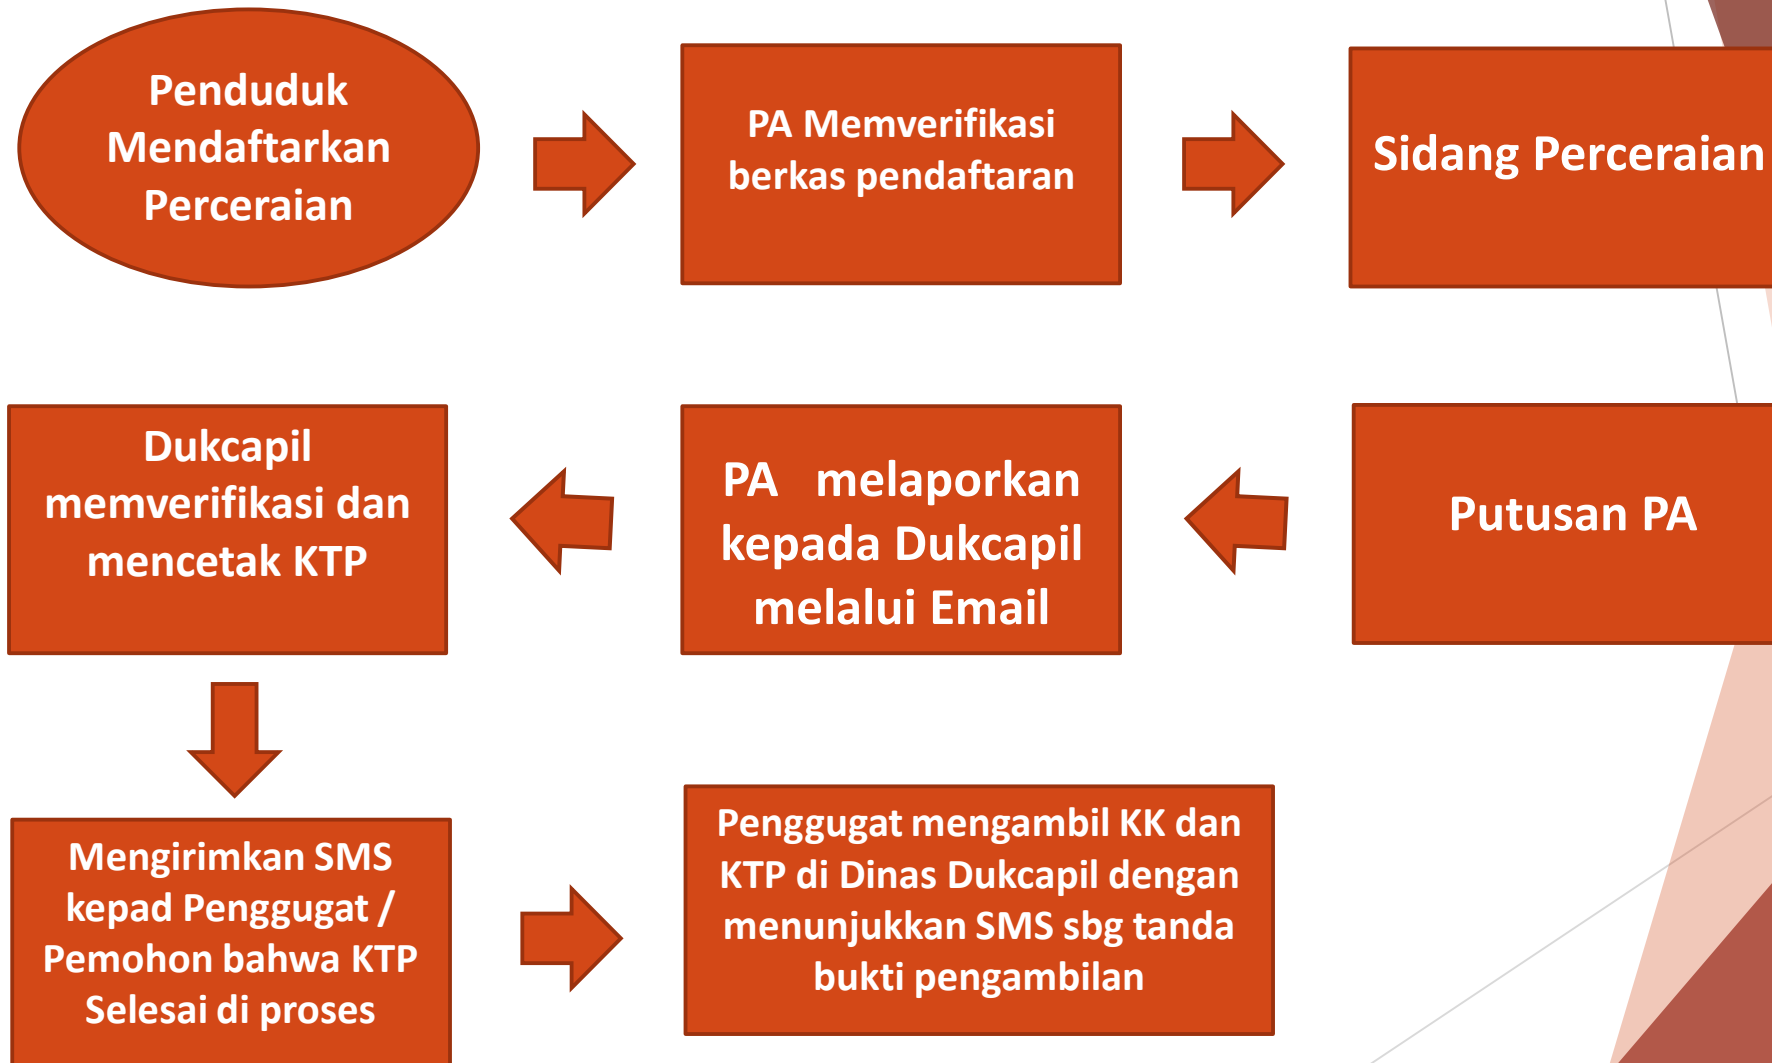 Penduduk
Mendaftarkan
Perceraian
PA Memverifikasi
berkas pendaftaran
Sidang Perceraian
Putusan PA
PA melaporkan
kepada Dukcapil
melalui Email
Dukcapil
memverifikasi dan
mencetak KTP
Mengirimkan SMS
kepad Penggugat /
Pemohon bahwa KTP
Selesai di proses
Penggugat mengambil KK dan
KTP di Dinas Dukcapil dengan
menunjukkan SMS sbg tanda
bukti pengambilan